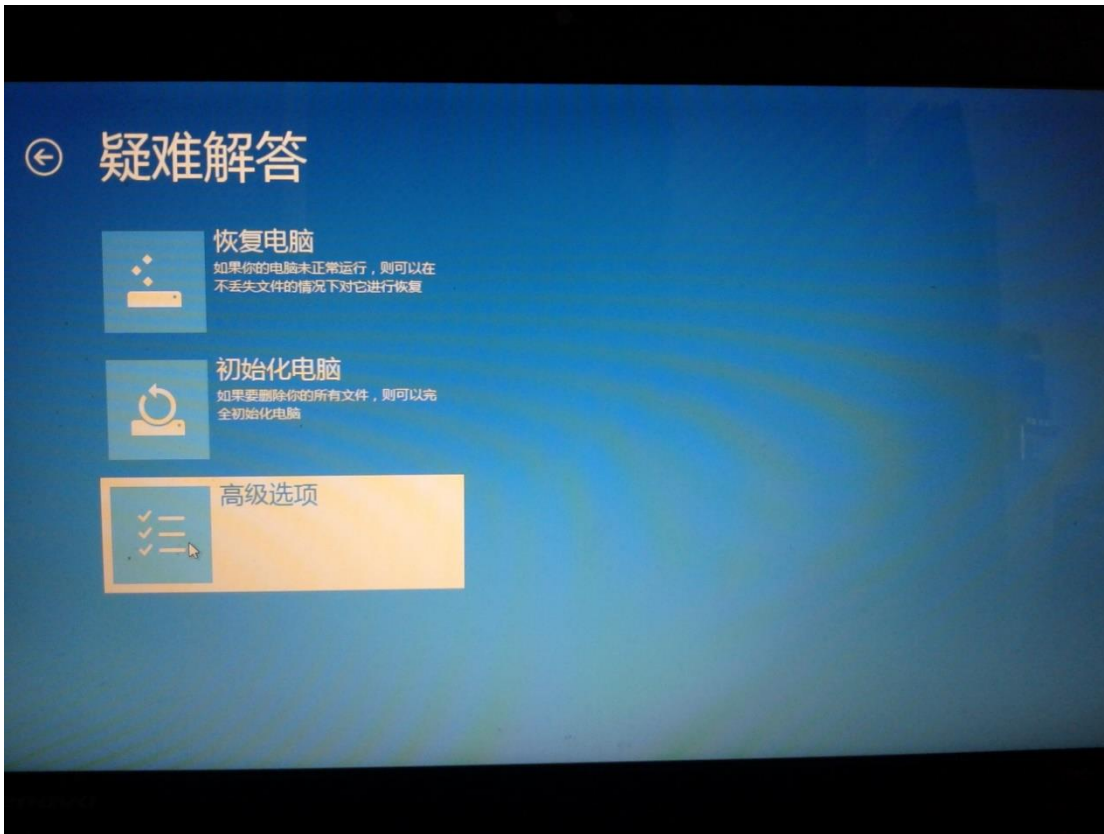 疑难解答
恢复电脑
如果你的电脑未正常运行，则可以在
不丢失文件的情况下对它进行恢复
初始化电脑
如果要删除你的所有文件，则可以完
全初始化电脑
高级选项